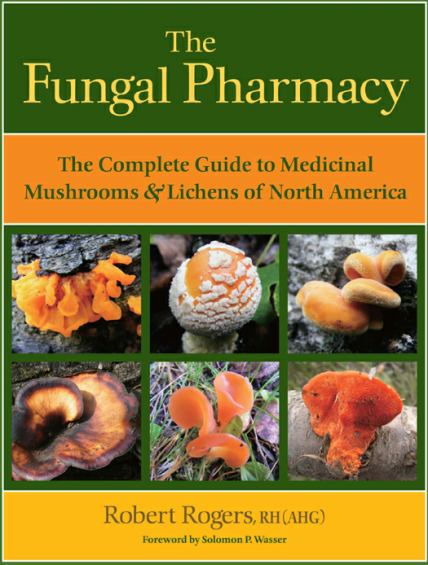 The
Fungal Pharmacy
The Complete Guide to Medicinal
Mushrooms & Lichens of North America
Robert Rogers, RH (AHG)
Foreword by Solomon P. Wasser